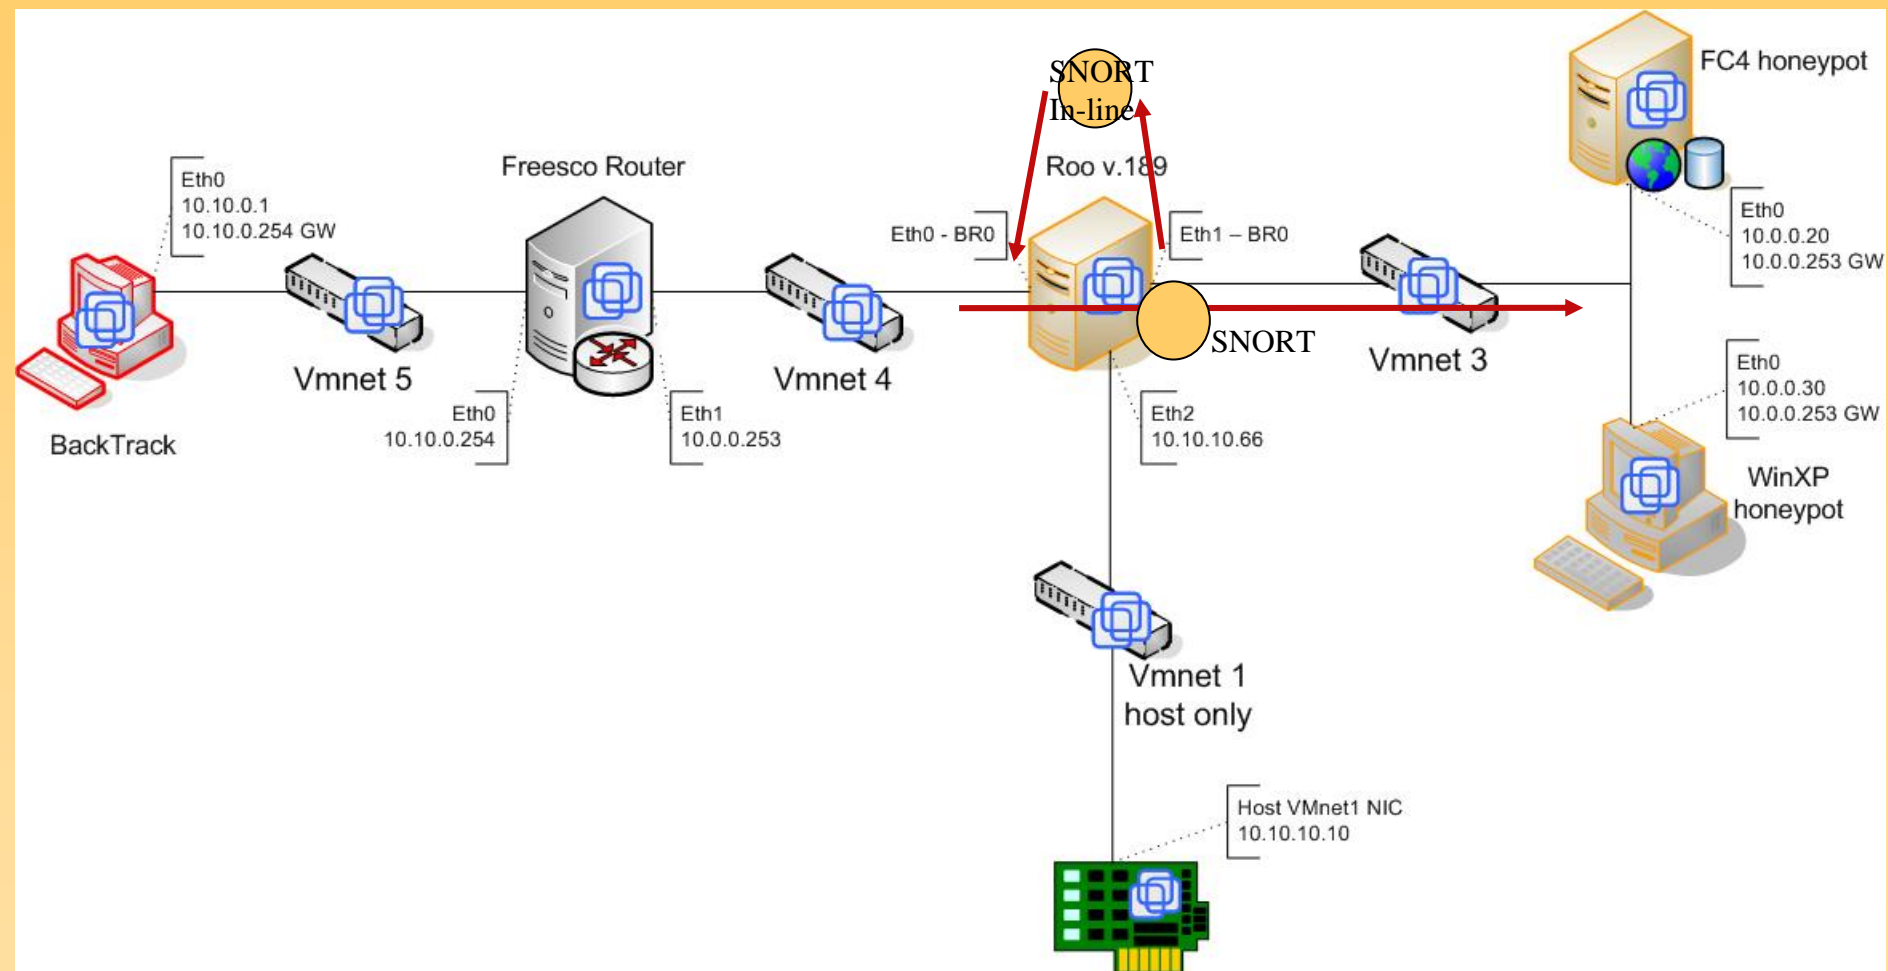 SNORT
In-line
FC4 honeypot
Freesco Router
Roo v.189
Eth0
10.10.0.1
10.10.0.254 GW
Eth0 - BR0
Eth1 – BR0
Eth0
10.0.0.20
10.0.0.253 GW
SNORT
Vmnet 5
Vmnet 4
Vmnet 3
Eth0
10.0.0.30
10.0.0.253 GW
BackTrack
Eth0
10.10.0.254
Eth1
10.0.0.253
Eth2
10.10.10.66
WinXP
honeypot
Vmnet 1
host only
Host VMnet1 NIC
10.10.10.10